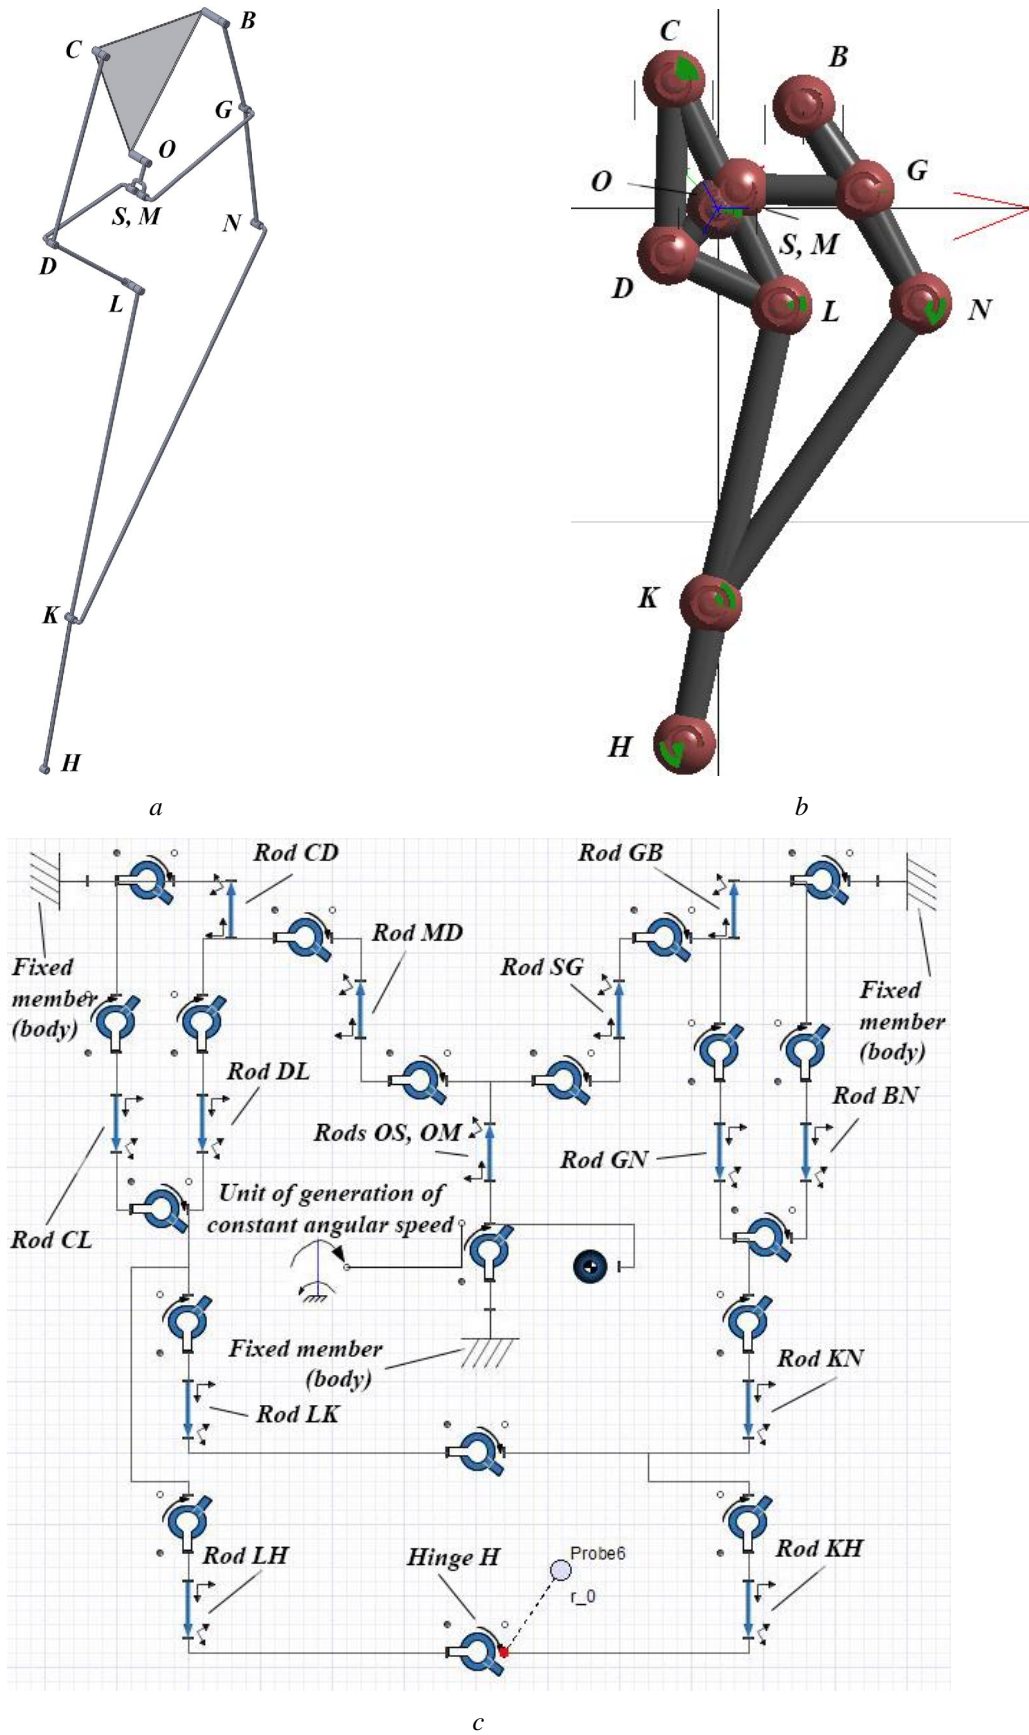 C
B
G
O
S, M
N
D
L
K
H
a
C
B
O
G
S, M
D
L
N
K
H
b
Rod CD
Rod GB
Rod MD
Rod SG
Fixed
member
(body)
Fixed
member
(body)
Rod DL
Rod BN
Rods OS, OM
Rod GN
Unit of generation of
constant angular speed
Rod CL
Fixed member
(body)
Rod KN
Rod LK
Rod LH
Hinge H
Probe6
r_0
Rod KH
c